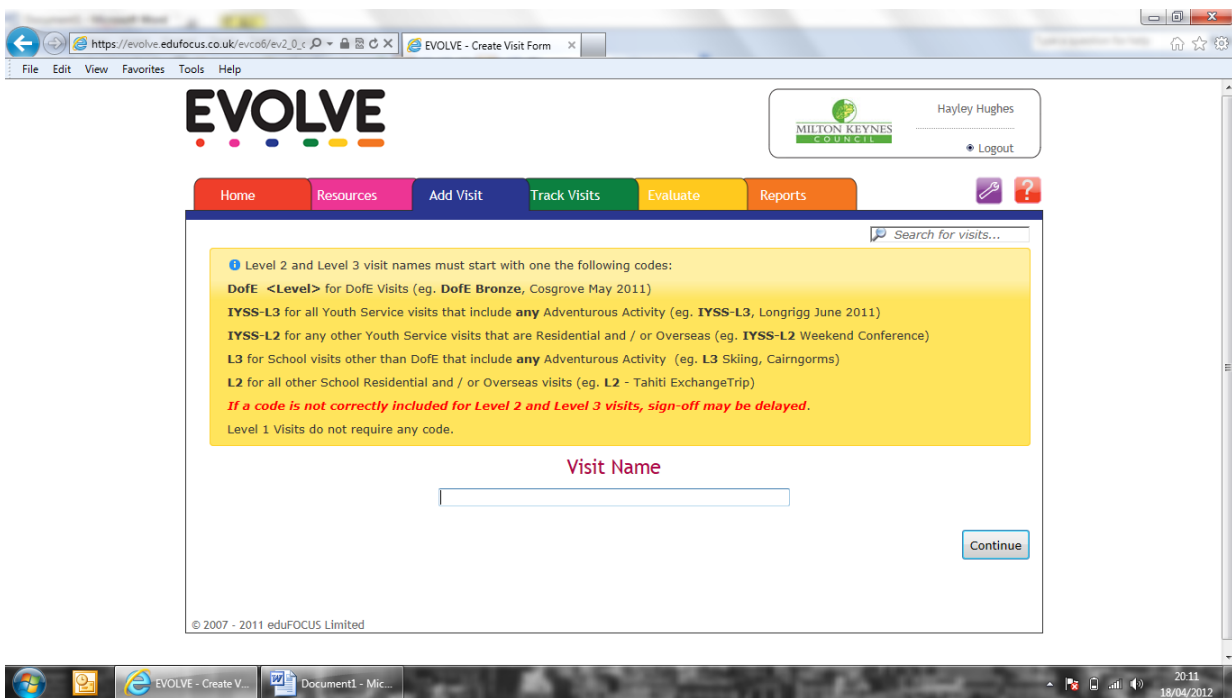 https://evolve.edufocus.co.uk/evco6/ev2_0_c
EVOLVE - Create Visit Form
File Edit View Favorites Tools Help
EVOLVE
MILTON KEYNES
COUNCIL
Hayley Hughes
Logout
Home Resources Add Visit Track Visits Evaluate Reports
Search for visits...
Level 2 and Level 3 visit names must start with one the following codes:
DofE <Level> for DofE Visits (eg. DofE Bronze, Cosgrove May 2011)
IYSS-L3 for all Youth Service visits that include any Adventurous Activity (eg. IYSS-L3, Longrigg June 2011)
IYSS-L2 for any other Youth Service visits that are Residential and / or Overseas (eg. IYSS-L2 Weekend Conference)
L3 for School visits other than DofE that include any Adventurous Activity (eg. L3 Skiing, Cairngorms)
L2 for all other School Residential and / or Overseas visits (eg. L2 - Tahiti ExchangeTrip)
If a code is not correctly included for Level 2 and Level 3 visits, sign-off may be delayed.
Level 1 Visits do not require any code.
Visit Name
Continue
© 2007 - 2011 eduFOCUS Limited
EVOLVE - Create V... Document1 - Mic...
20:11
18/04/2012